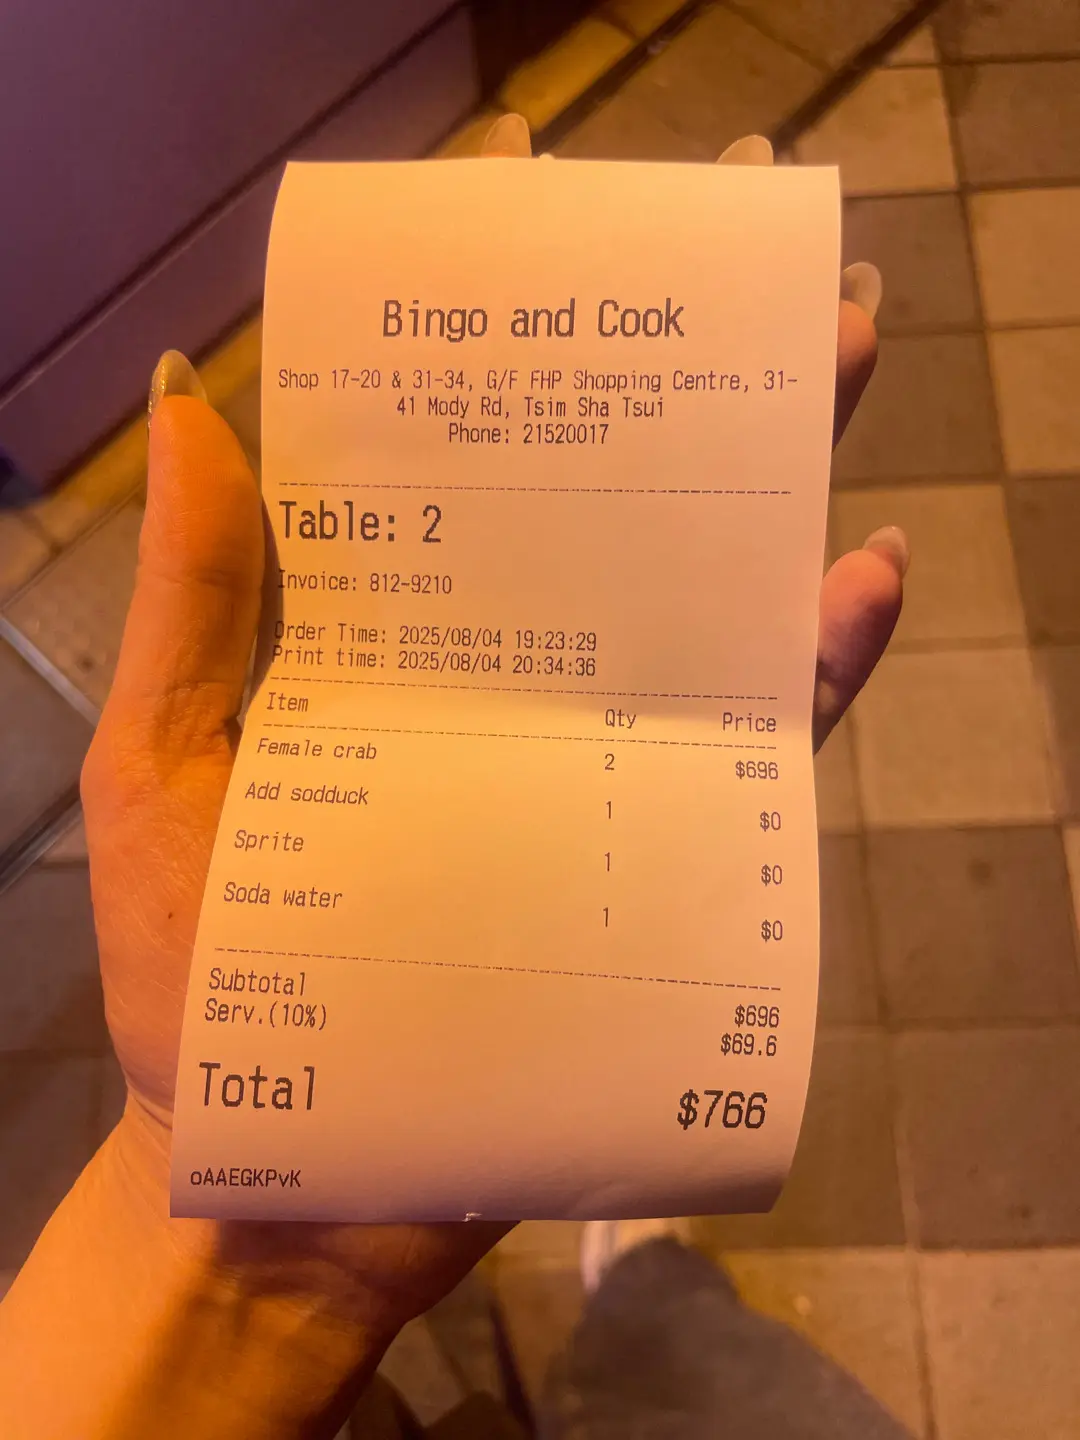 Bingo and Cook
Shop 17-20 & 31-34, G/F FHP Shopping Centre, 31-
41 Mody Rd, Tsim Sha Tsui
Phone: 21520017
Table: 2
Invoice: 812-9210
Order Time: 2025/08/04 19:23:29
Print time: 2025/08/04 20:34:36
Item Qty Price
Female crab 2 $696
Add sodduck 1 $0
Sprite 1 $0
Soda water 1 $0
Subtotal $696
Serv.(10%) $69.6
Total $766
oAAEGKPvK